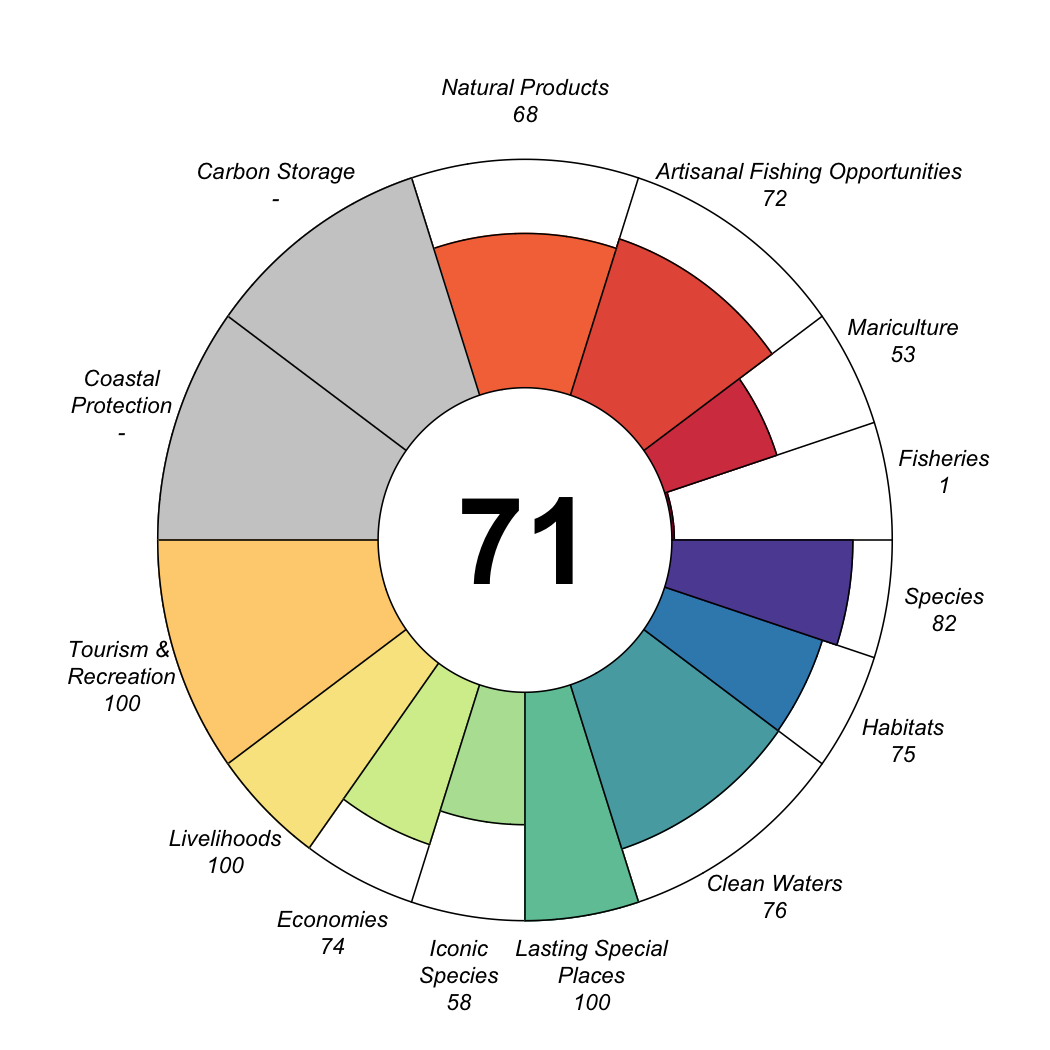 Natural Products
68
Carbon Storage
-
Artisanal Fishing Opportunities
72
Mariculture
53
Coastal
Protection
-
Fisheries
1
71
Species
82
Tourism &
Recreation
100
Habitats
75
Livelihoods
100
Clean Waters
76
Economies
74
Iconic
Species
58
Lasting Special
Places
100